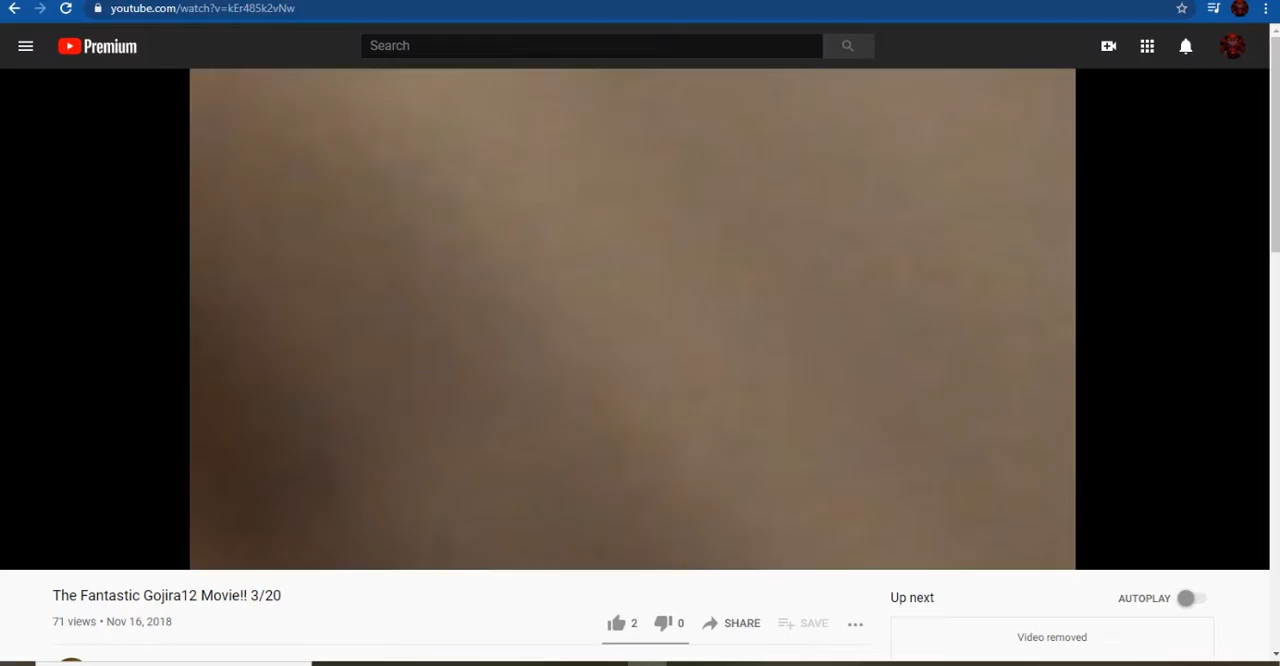 youtube.com/watch?v=kEr485k2vNw
Premium
Search
The Fantastic Gojira12 Movie!! 3/20
71 views • Nov 16, 2018
2 0 SHARE SAVE
Up next
AUTOPLAY
Video removed